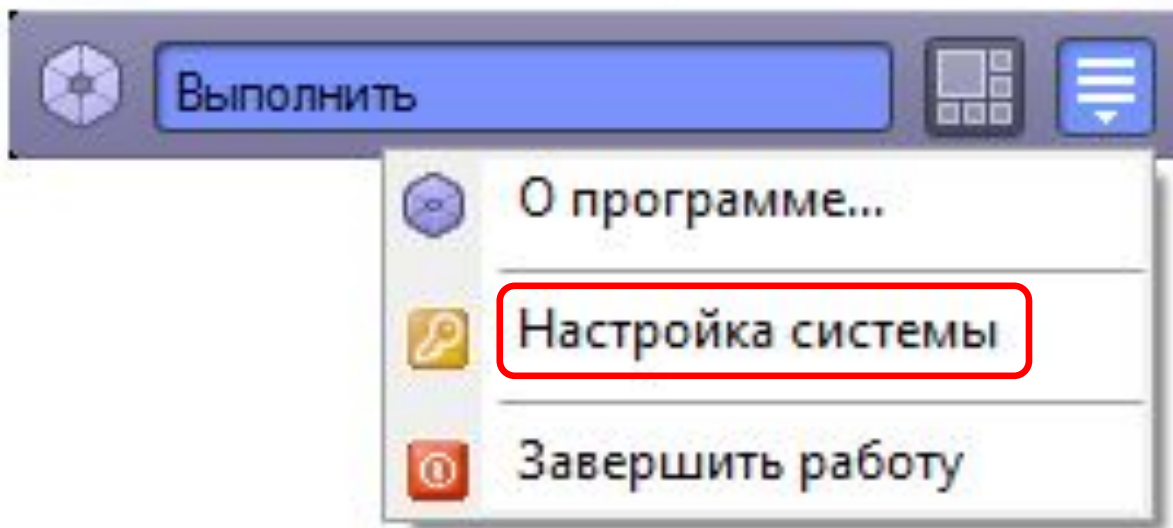 Выполнить
О программе...
Настройка системы
Завершить работу